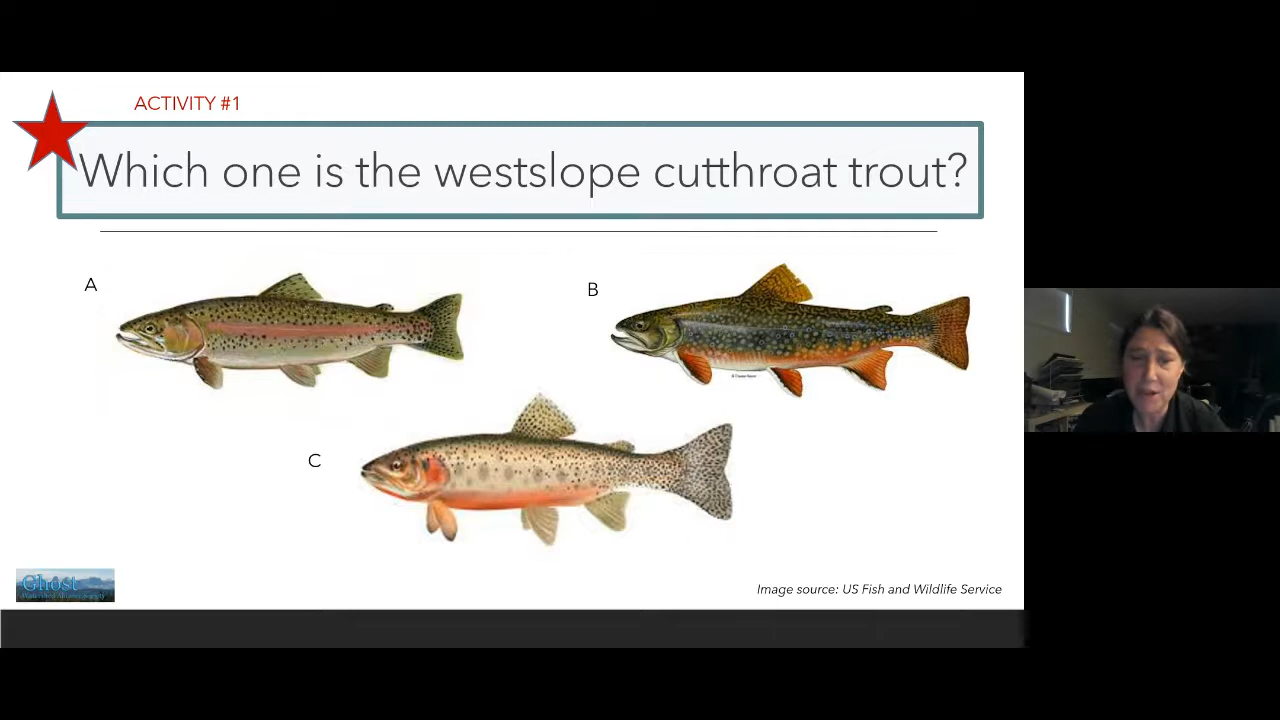 ACTIVITY #1
Which one is the westslope cutthroat trout?
A
B
C
Ghost
Image source: US Fish and Wildlife Service